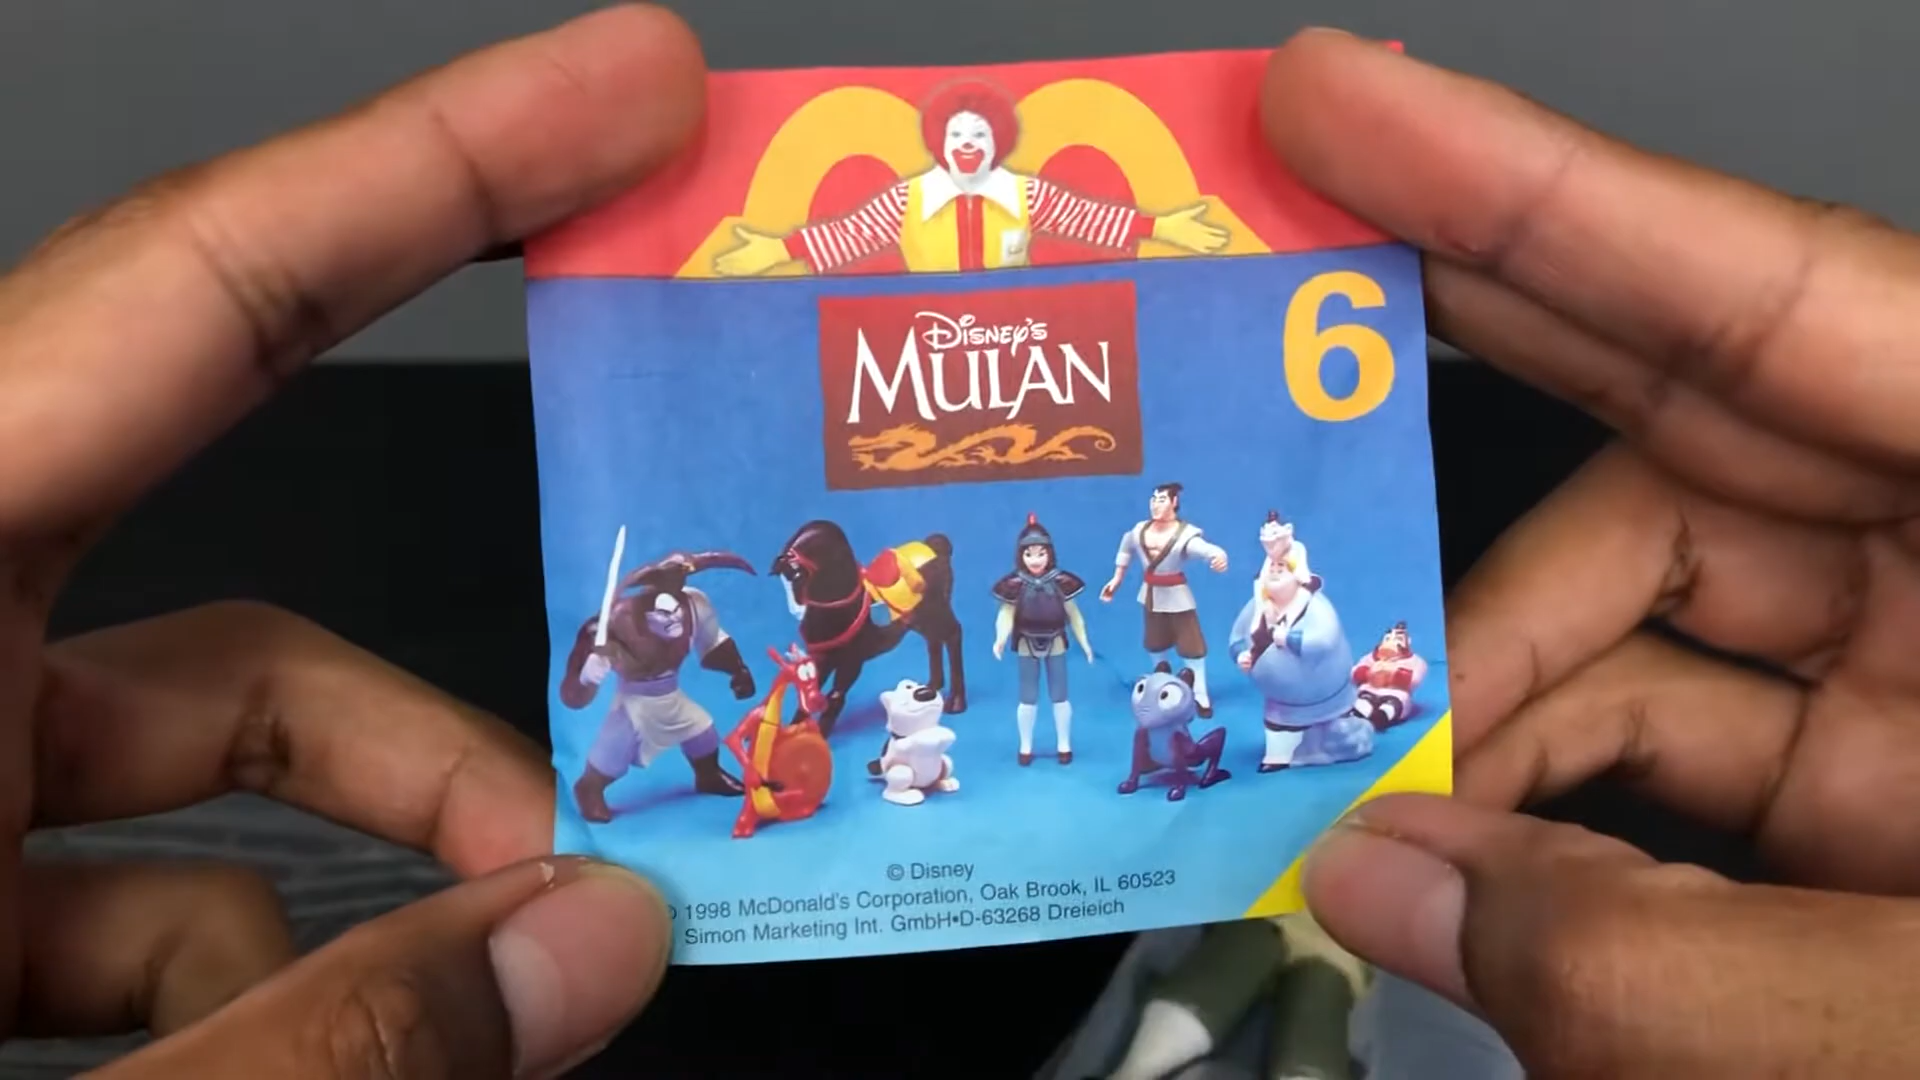 Disney's
MULAN
6
© Disney
© 1998 McDonald's Corporation, Oak Brook, IL 60523
Simon Marketing Int. GmbH•D-63268 Dreieich